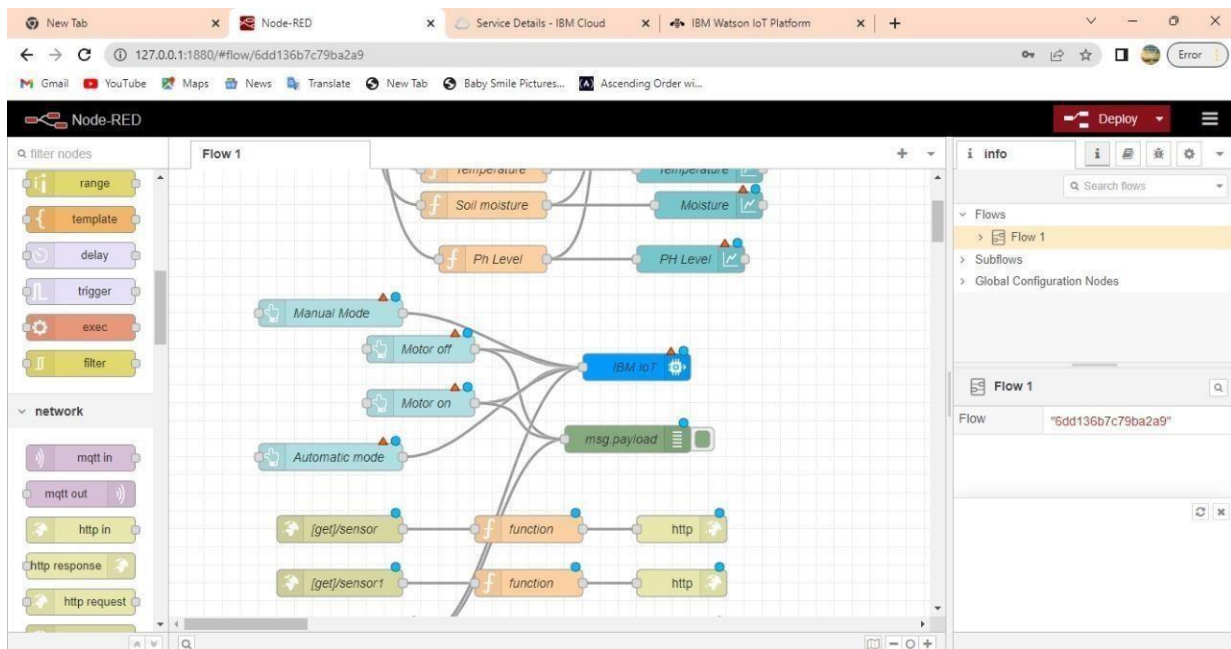 New Tab
Node-RED
Service Details - IBM Cloud
IBM Watson IoT Platform
127.0.0.1:1880/#flow/6dd136b7c79ba2a9
Error
Gmail
YouTube
Maps
News
Translate
New Tab
Baby Smile Pictures...
Ascending Order wi...
Node-RED
Deploy
filter nodes
range
template
delay
trigger
exec
filter
network
mqtt in
mqtt out
http in
http response
http request
Flow 1
Temperature
Temperature
Soil moisture
Moisture
Ph Level
PH Level
Manual Mode
Motor off
IBM IoT
Motor on
msg.payload
Automatic mode
[get]/sensor
function
http
[get]/sensor1
function
http
info
Search flows
Flows
Flow 1
Subflows
Global Configuration Nodes
Flow 1
Flow
"6dd136b7c79ba2a9"